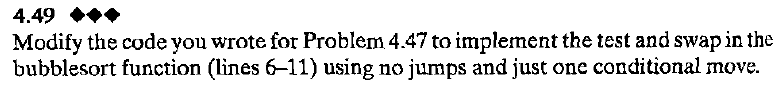 4.49 ◆◆◆
Modify the code you wrote for Problem 4.47 to implement the test and swap in the
bubblesort function (lines 6–11) using no jumps and just one conditional move.